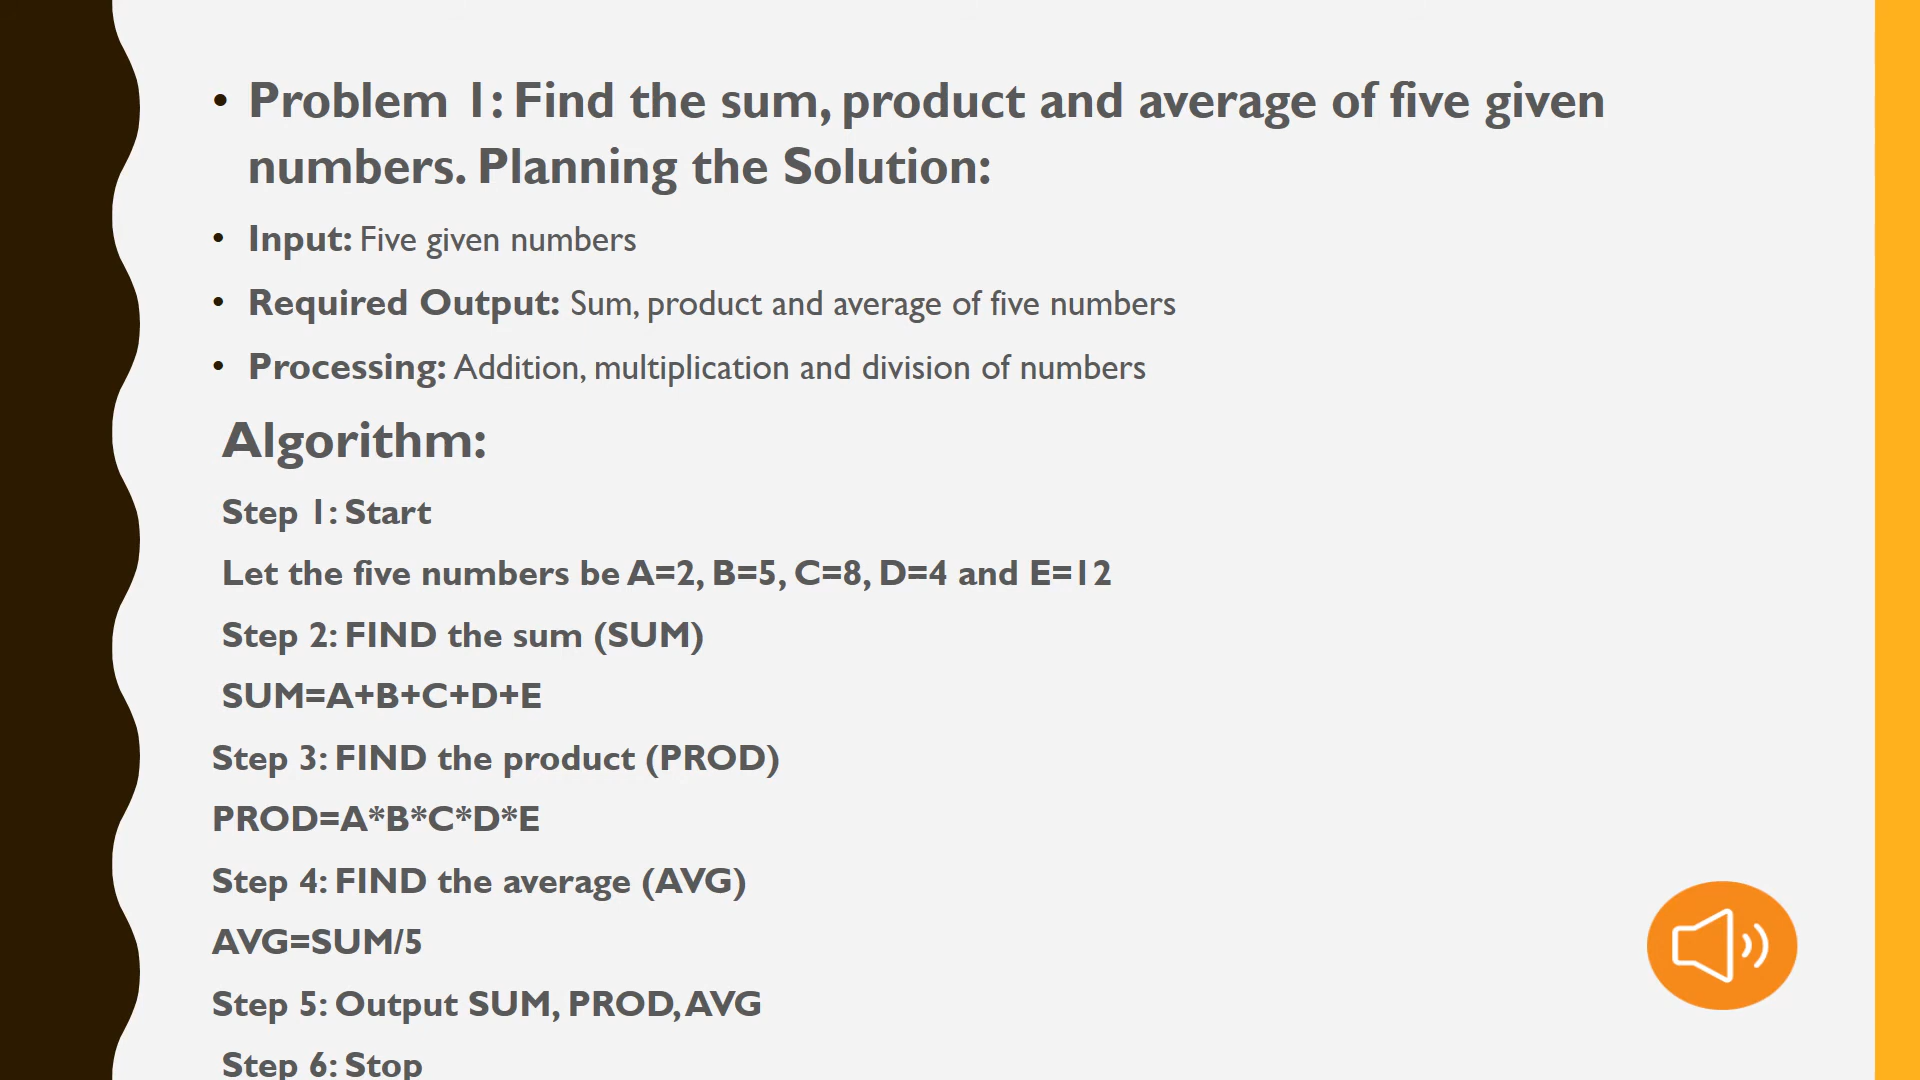 • Problem 1: Find the sum, product and average of five given
numbers. Planning the Solution:
• Input: Five given numbers
• Required Output: Sum, product and average of five numbers
• Processing: Addition, multiplication and division of numbers
Algorithm:
Step 1: Start
Let the five numbers be A=2, B=5, C=8, D=4 and E=12
Step 2: FIND the sum (SUM)
SUM=A+B+C+D+E
Step 3: FIND the product (PROD)
PROD=A*B*C*D*E
Step 4: FIND the average (AVG)
AVG=SUM/5
Step 5: Output SUM, PROD, AVG
Step 6: Stop